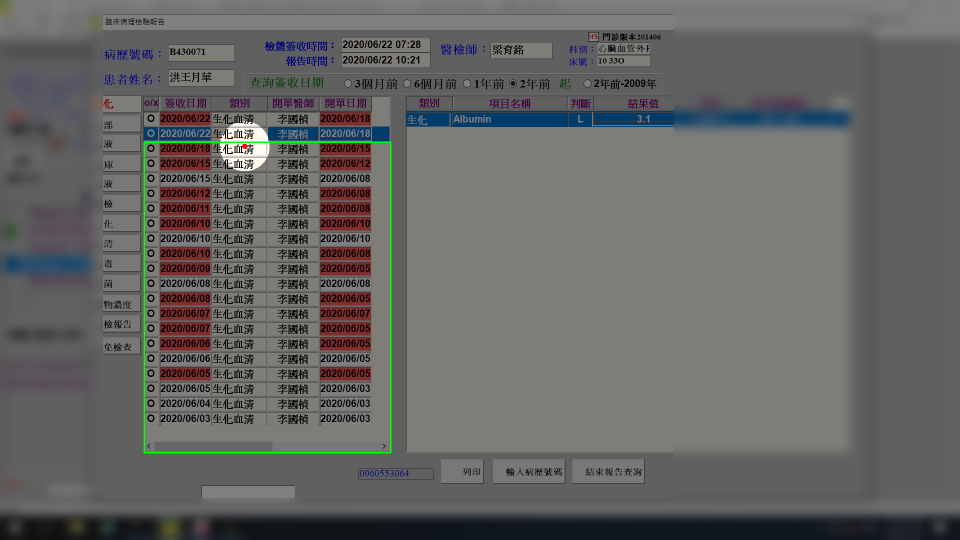 臨床病理檢驗報告
HS 門診版本201406
病歷號碼： B430071 檢體簽收時間： 2020/06/22 07:28 醫檢師： 梁育銘 科別： 心臟血管外科
報告時間： 2020/06/22 10:21 床號： 10 33O
患者姓名： 洪王月華
查詢簽收日期 3個月前 6個月前 1年前 2年前 起 2年前-2009年
o/x 簽收日期 類別 開單醫師 開單日期
O 2020/06/22 生化血清 李國楨 2020/06/18
O 2020/06/22 生化血清 李國楨 2020/06/18
O 2020/06/18 生化血清 李國楨 2020/06/15
O 2020/06/15 生化血清 李國楨 2020/06/12
O 2020/06/15 生化血清 李國楨 2020/06/08
O 2020/06/12 生化血清 李國楨 2020/06/08
O 2020/06/11 生化血清 李國楨 2020/06/08
O 2020/06/10 生化血清 李國楨 2020/06/10
O 2020/06/10 生化血清 李國楨 2020/06/10
O 2020/06/10 生化血清 李國楨 2020/06/08
O 2020/06/09 生化血清 李國楨 2020/06/05
O 2020/06/08 生化血清 李國楨 2020/06/08
O 2020/06/08 生化血清 李國楨 2020/06/05
O 2020/06/07 生化血清 李國楨 2020/06/07
O 2020/06/07 生化血清 李國楨 2020/06/05
O 2020/06/06 生化血清 李國楨 2020/06/05
O 2020/06/06 生化血清 李國楨 2020/06/05
O 2020/06/05 生化血清 李國楨 2020/06/05
O 2020/06/05 生化血清 李國楨 2020/06/03
O 2020/06/04 生化血清 李國楨 2020/06/03
O 2020/06/03 生化血清 李國楨 2020/06/03
化
部
液
庫
液
檢
化
清
毒
菌
物濃度
檢報告
免檢查
類別 項目名稱 判斷 結果值
生化 Albumin L 3.1
0060553064 列印 輸入病歷號碼 結束報告查詢